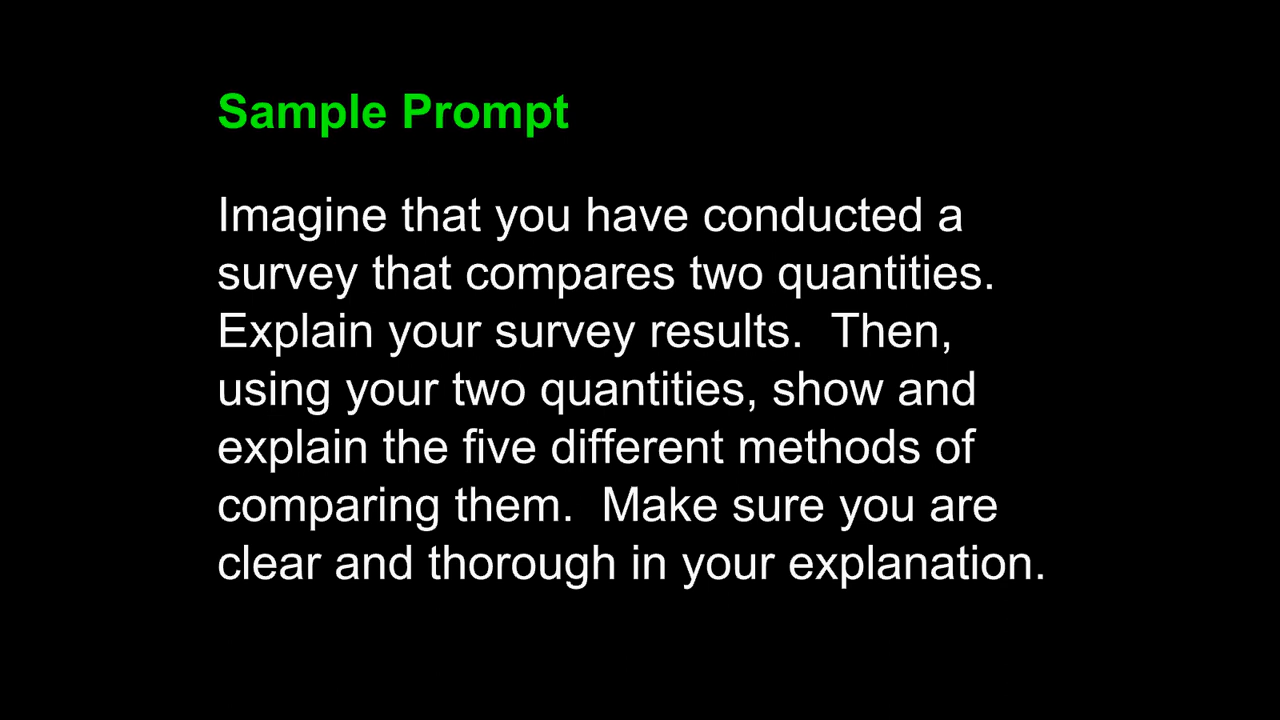 Sample Prompt
Imagine that you have conducted a
survey that compares two quantities.
Explain your survey results.  Then,
using your two quantities, show and
explain the five different methods of
comparing them.  Make sure you are
clear and thorough in your explanation.